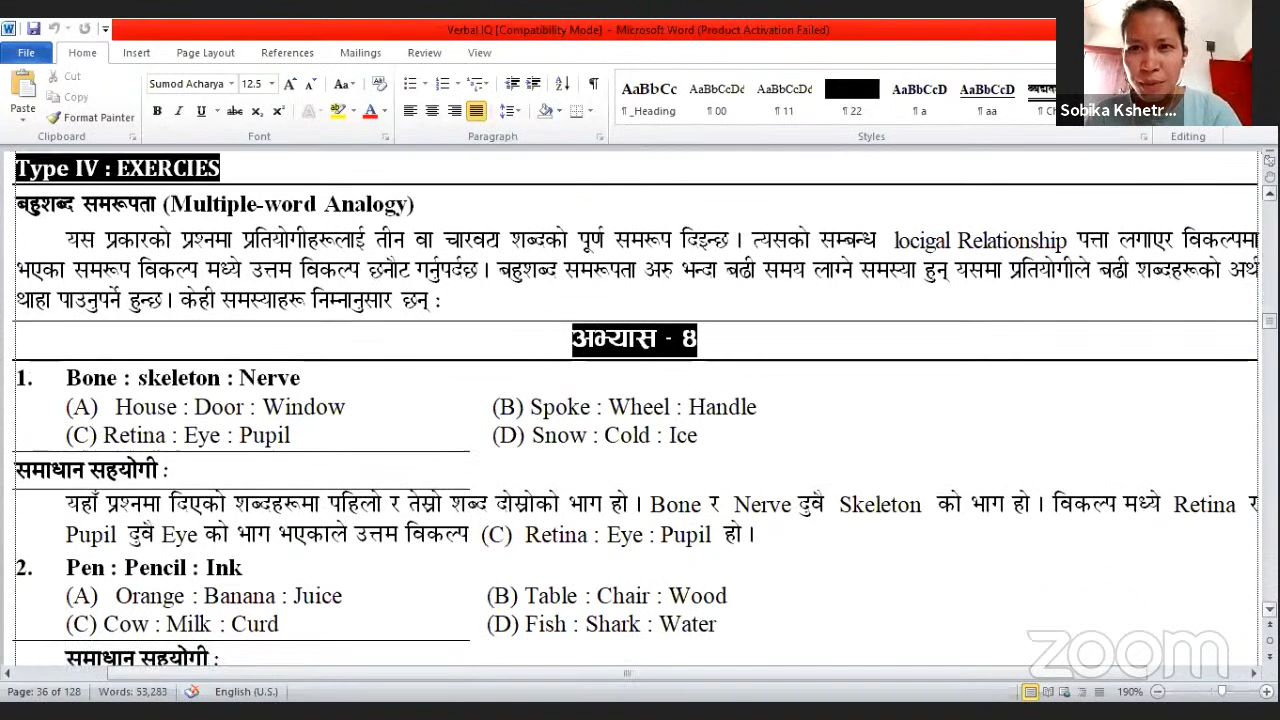 Verbal IQ [Compatibility Mode] - Microsoft Word (Product Activation Failed)
File Home Insert Page Layout References Mailings Review View
Paste
Cut
Copy
Format Painter
Sumod Acharya 12.5
AaBbCc AaBbCcDc AaBbCcDc AaBbCcD AaBbCcD
¶_Heading ¶ 00 ¶ 11 ¶ 22 ¶ a ¶ aa
Clipboard Font Paragraph Styles Editing
Sobika Kshetr...
Type IV : EXERCIES
बहुशब्द समरूपता (Multiple-word Analogy)
यस प्रकारको प्रश्नमा प्रतियोगीहरूलाई तीन वा चारवटा शब्दको पूर्ण समरूप दिइन्छ । त्यसको सम्बन्ध locigal Relationship पत्ता लगाएर विकल्पमा
भएका समरूप विकल्प मध्ये उत्तम विकल्प छनौट गर्नुपर्दछ । बहुशब्द समरूपता अरु भन्दा बढी समय लाग्ने समस्या हुन् यसमा प्रतियोगीले बढी शब्दहरूको अर्थ
थाहा पाउनुपर्ने हुन्छ । केही समस्याहरू निम्नानुसार छन् :
अभ्यास - ४
1. Bone : skeleton : Nerve
(A) House : Door : Window (B) Spoke : Wheel : Handle
(C) Retina : Eye : Pupil (D) Snow : Cold : Ice
समाधान सहयोगी :
यहाँ प्रश्नमा दिएको शब्दहरूमा पहिलो र तेस्रो शब्द दोस्रोको भाग हो । Bone र Nerve दुवै Skeleton को भाग हो । विकल्प मध्ये Retina र
Pupil दुवै Eye को भाग भएकाले उत्तम विकल्प (C) Retina : Eye : Pupil हो ।
2. Pen : Pencil : Ink
(A) Orange : Banana : Juice (B) Table : Chair : Wood
(C) Cow : Milk : Curd (D) Fish : Shark : Water
समाधान सहयोगी :
zoom
Page: 36 of 128 Words: 53,283 English (U.S.) 190%